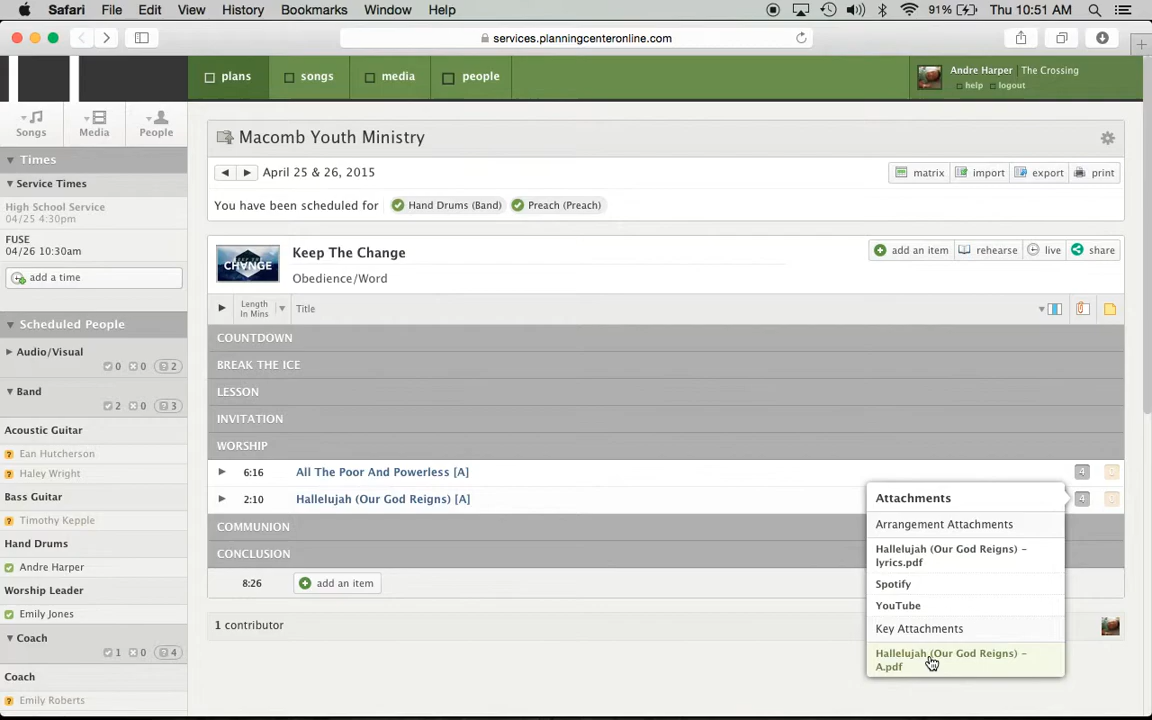 Safari File Edit View History Bookmarks Window Help 91% Thu 10:51 AM
services.planningcenteronline.com
plans songs media people Andre Harper | The Crossing
help logout
Songs Media People
Times
Service Times
High School Service
04/25 4:30pm
FUSE
04/26 10:30am
add a time
Scheduled People
Audio/Visual
0 0 2
Band
2 0 3
Acoustic Guitar
Ean Hutcherson
Haley Wright
Bass Guitar
Timothy Kepple
Hand Drums
Andre Harper
Worship Leader
Emily Jones
Coach
1 0 4
Coach
Emily Roberts
Macomb Youth Ministry
April 25 & 26, 2015 matrix import export print
You have been scheduled for Hand Drums (Band) Preach (Preach)
CHANGE
Keep The Change add an item rehearse live share
Obedience/Word
Length
In Mins Title
COUNTDOWN
BREAK THE ICE
LESSON
INVITATION
WORSHIP
6:16 All The Poor And Powerless [A] 4
2:10 Hallelujah (Our God Reigns) [A] 4
COMMUNION
CONCLUSION
8:26 add an item
1 contributor
Attachments
Arrangement Attachments
Hallelujah (Our God Reigns) -
lyrics.pdf
Spotify
YouTube
Key Attachments
Hallelujah (Our God Reigns) -
A.pdf